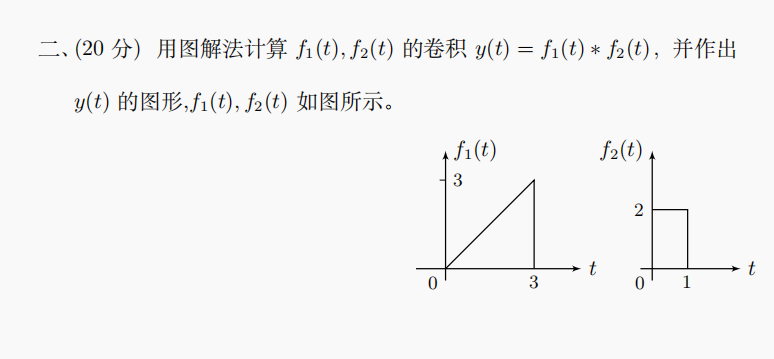 二、(20 分) 用图解法计算 f₁(t), f₂(t) 的卷积 y(t) = f₁(t) ∗ f₂(t)，并作出
y(t) 的图形,f₁(t), f₂(t) 如图所示。
f₁(t)
3
0
3
t
f₂(t)
2
0
1
t